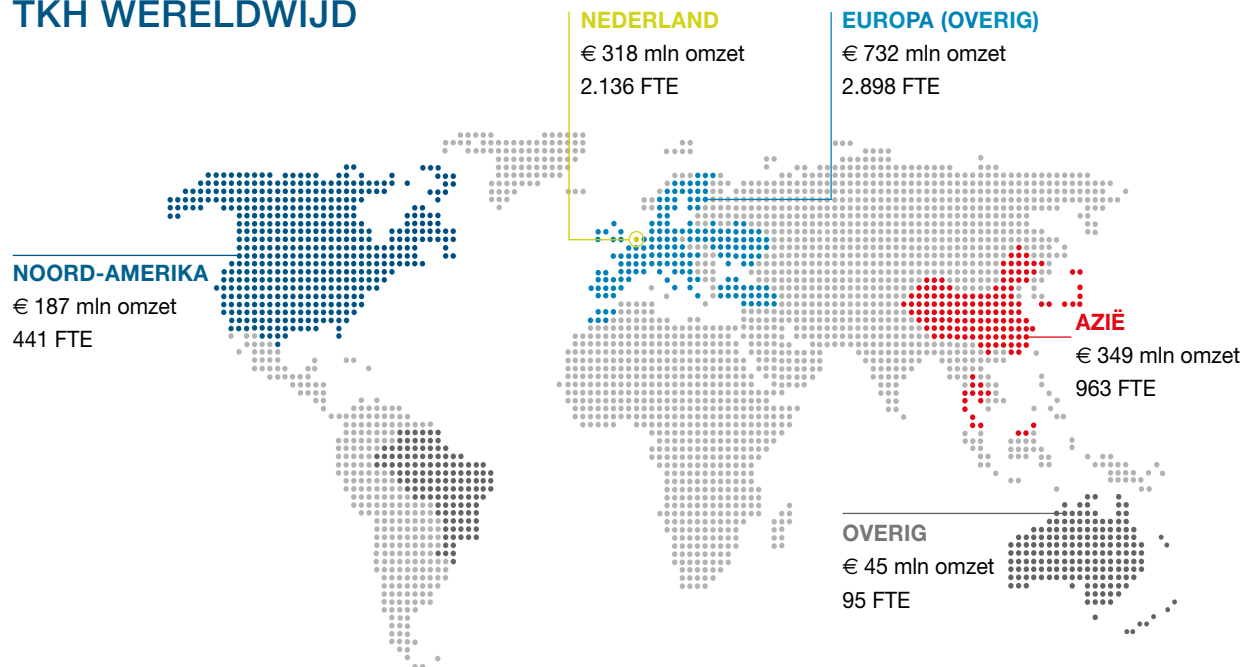 TKH WERELDWIJD
NEDERLAND
€ 318 mln omzet
2.136 FTE
EUROPA (OVERIG)
€ 732 mln omzet
2.898 FTE
NOORD-AMERIKA
€ 187 mln omzet
441 FTE
AZIË
€ 349 mln omzet
963 FTE
OVERIG
€ 45 mln omzet
95 FTE